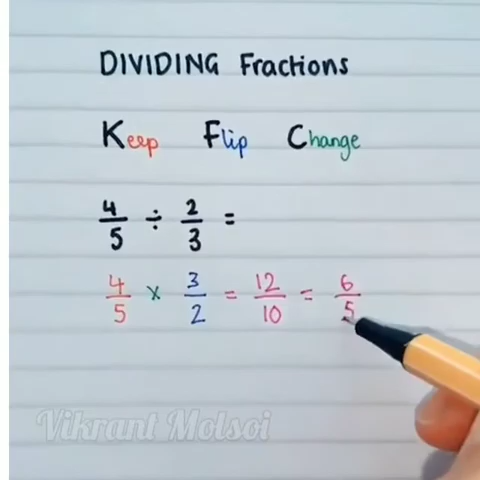 DIVIDING Fractions
Keep Flip Change
4/5 ÷ 2/3 =
4/5 × 3/2 = 12/10 = 6/5
Vikrant Molsoi